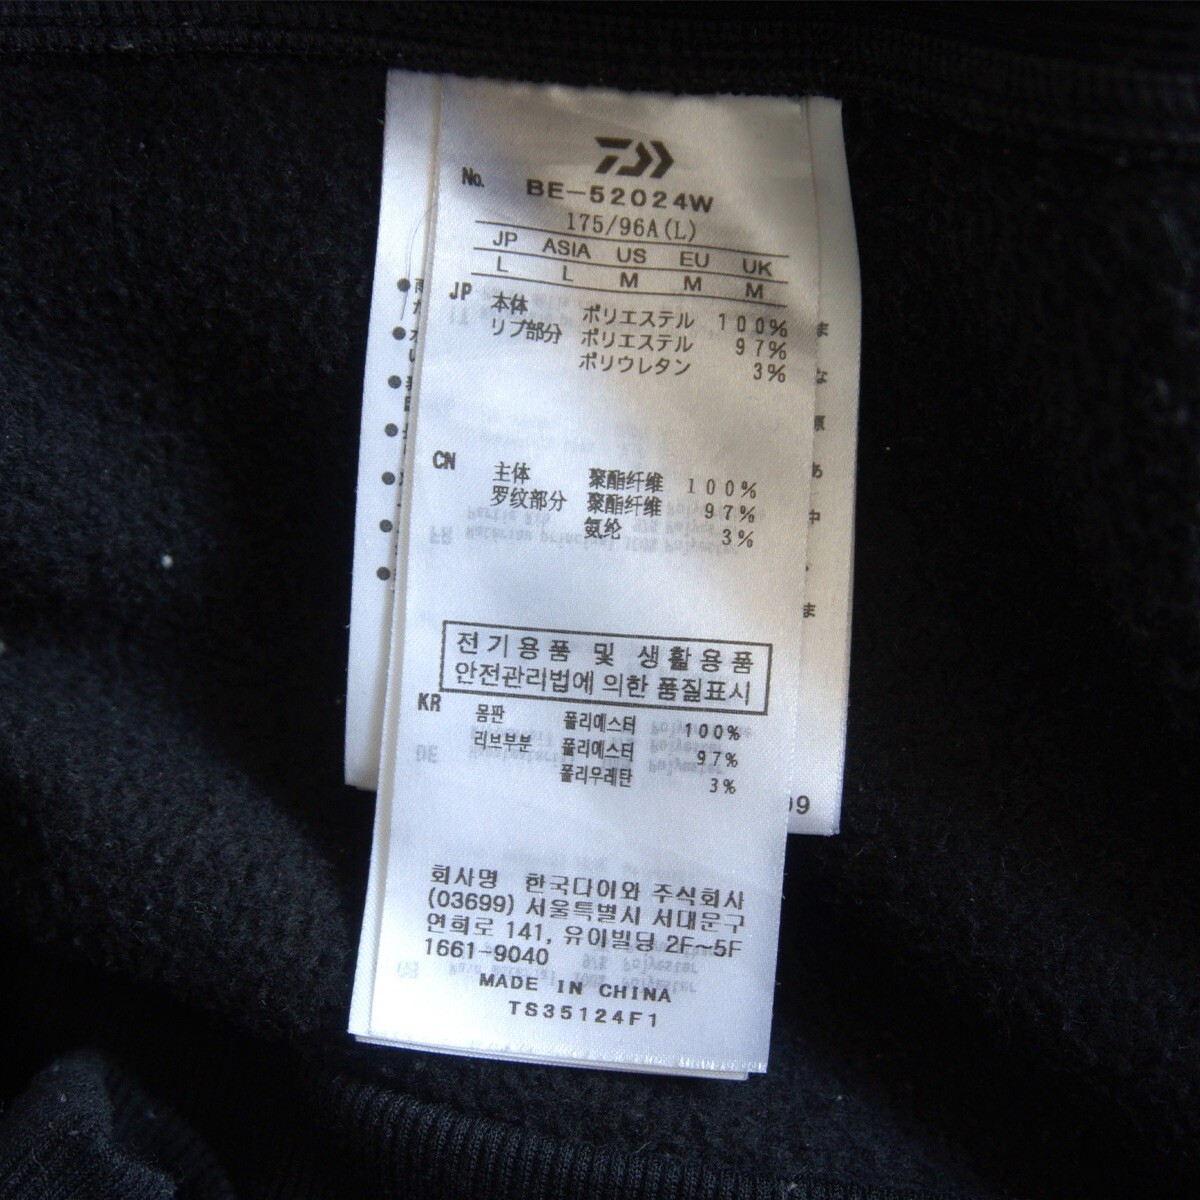 No. BE-52024W
175/96A(L)
JP ASIA US EU UK
L L M M M
JP 本体 ポリエステル 100%
リブ部分 ポリエステル 97%
ポリウレタン 3%
CN 主体 聚酯纤维 100%
罗纹部分 聚酯纤维 97%
氨纶 3%
전기용품 및 생활용품
안전관리법에 의한 품질표시
KR 몸판 폴리에스터 100%
리브부분 폴리에스터 97%
폴리우레탄 3%
회사명 한국다이와 주식회사
(03699) 서울특별시 서대문구
연희로 141, 유아빌딩 2F~5F
1661-9040
MADE IN CHINA
TS35124F1